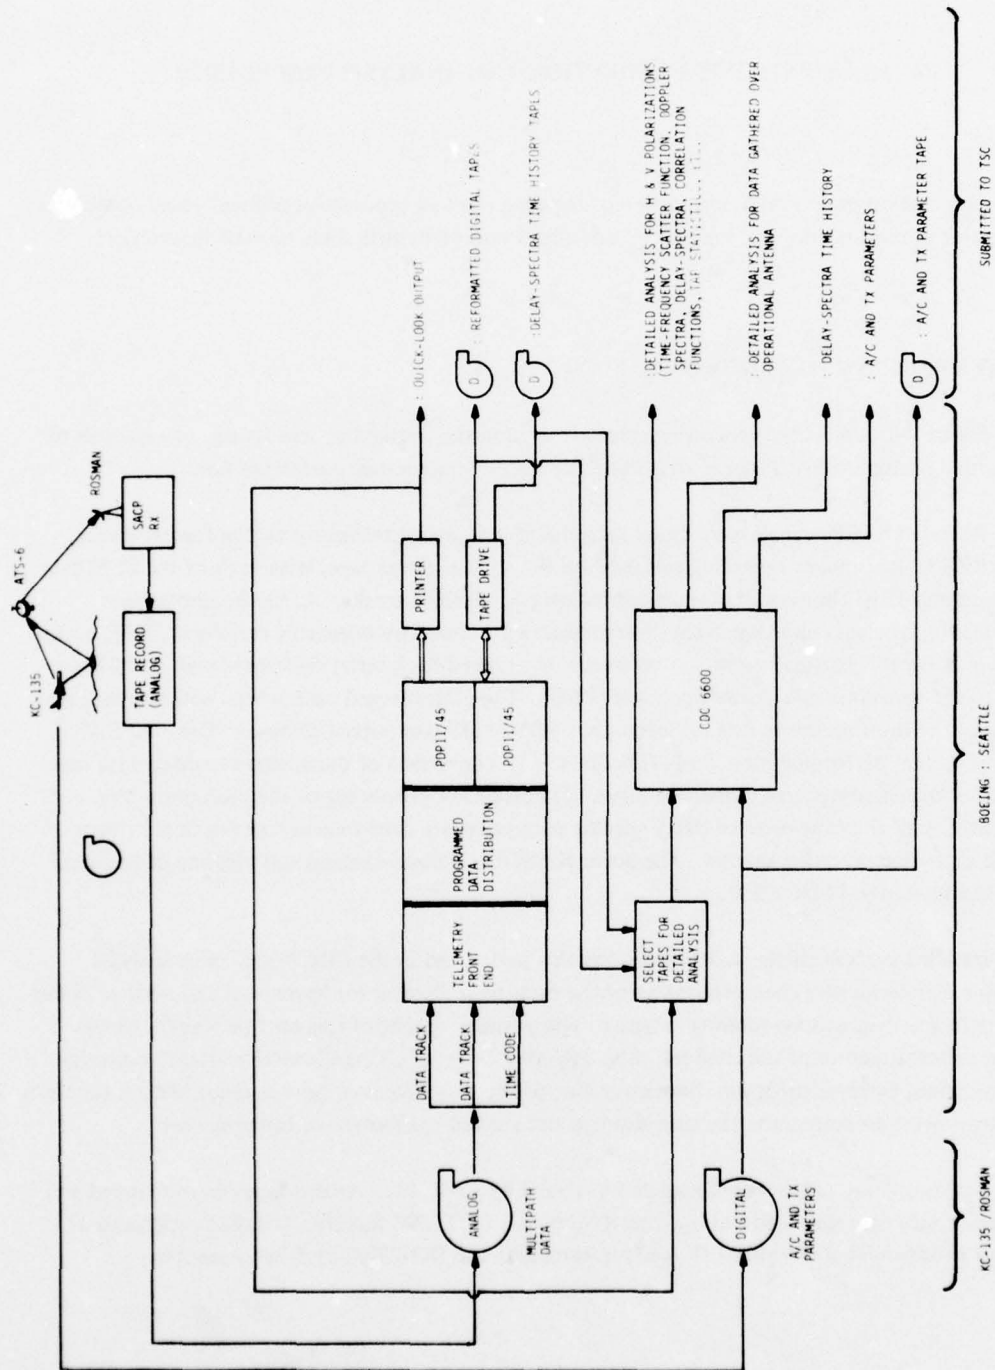 KC-135
ATS-6
ROSMAN
SACP
Rx
TAPE RECORD
(ANALOG)
DATA TRACK
DATA TRACK
TIME CODE
TELEMETRY
FRONT
END
PROGRAMMED
DATA
DISTRIBUTION
PDP11/45
PDP11/45
PRINTER
TAPE DRIVE
: QUICK-LOOK OUTPUT
D
: REFORMATTED DIGITAL TAPES
D
:DELAY-SPECTRA TIME HISTORY TAPES
ANALOG
MULTIPATH
DATA
SELECT
TAPES FOR
DETAILED
ANALYSIS
CDC 6600
:DETAILED ANALYSIS FOR H & V POLARIZATIONS
(TIME-FREQUENCY SCATTER FUNCTION, DOPPLER
SPECTRA, DELAY-SPECTRA, CORRELATION
FUNCTIONS, TAP
: DETAILED ANALYSIS FOR DATA GATHERED OVER
OPERATIONAL ANTENNA
: DELAY-SPECTRA TIME HISTORY
: A/C AND TX PARAMETERS
D
: A/C AND TX PARAMETER TAPE
DIGITAL
A/C AND TX
PARAMETERS
KC-135 /ROSMAN
BOEING : SEATTLE
SUBMITTED TO TSC